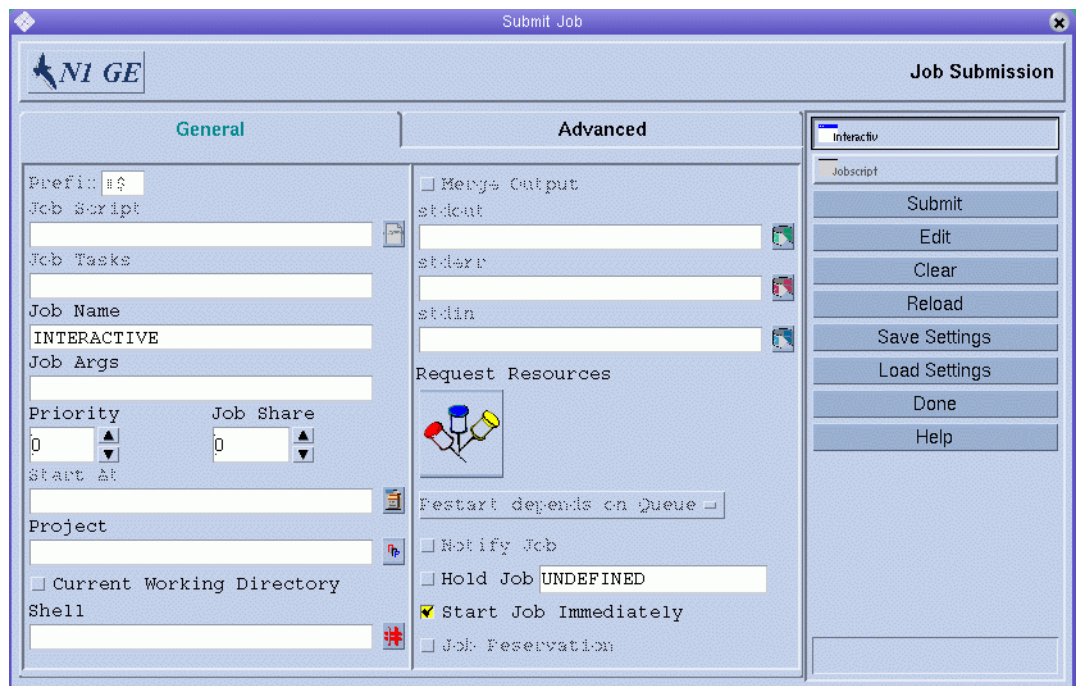 Submit Job
N1 GE
Job Submission
General
Advanced
Prefix #$
Job Script
Job Tasks
Job Name
INTERACTIVE
Job Args
Priority
Job Share
0
0
Start At
Project
Current Working Directory
Shell
Merge Output
stdout
stderr
stdin
Request Resources
Restart depends on Queue
Notify Job
Hold Job UNDEFINED
Start Job Immediately
Job Reservation
Interactiv
Jobscript
Submit
Edit
Clear
Reload
Save Settings
Load Settings
Done
Help